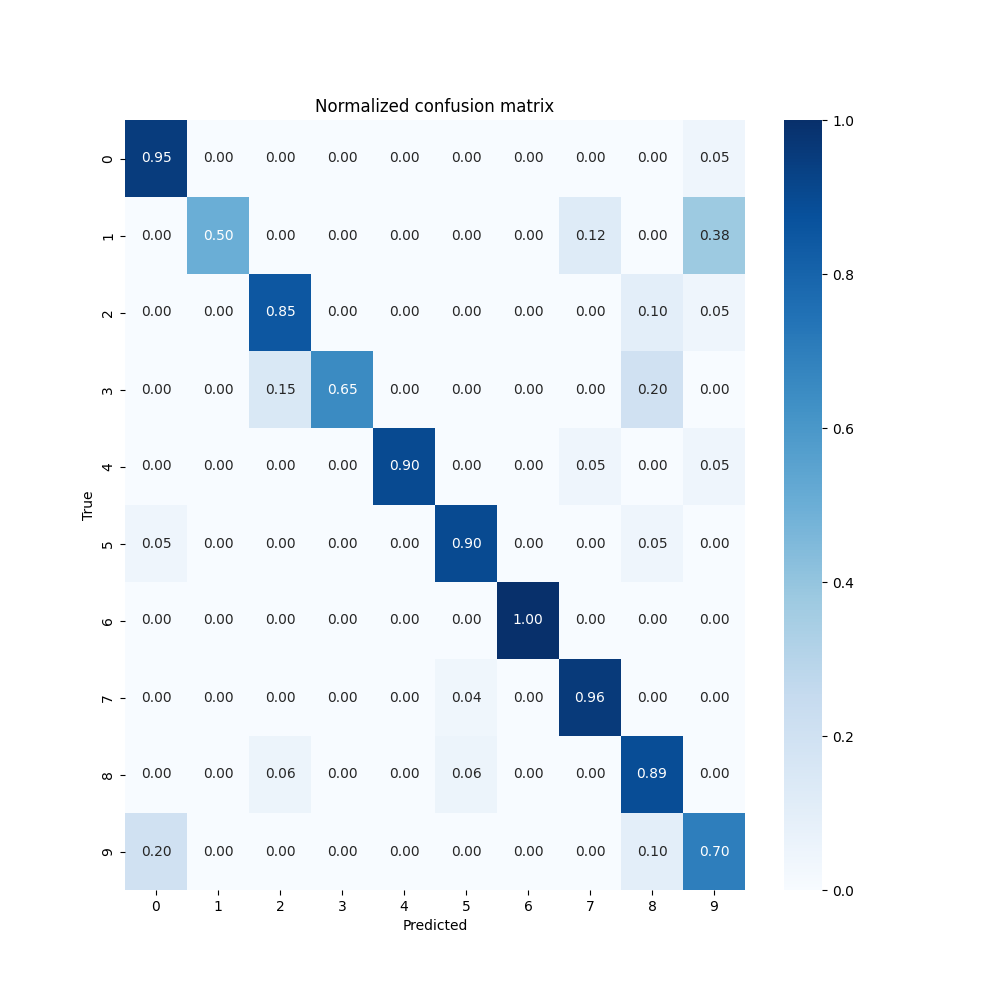 Normalized confusion matrix
0 0.95 0.00 0.00 0.00 0.00 0.00 0.00 0.00 0.00 0.05
1 0.00 0.50 0.00 0.00 0.00 0.00 0.00 0.12 0.00 0.38
2 0.00 0.00 0.85 0.00 0.00 0.00 0.00 0.00 0.10 0.05
3 0.00 0.00 0.15 0.65 0.00 0.00 0.00 0.00 0.20 0.00
4 0.00 0.00 0.00 0.00 0.90 0.00 0.00 0.05 0.00 0.05
5 0.05 0.00 0.00 0.00 0.00 0.90 0.00 0.00 0.05 0.00
6 0.00 0.00 0.00 0.00 0.00 0.00 1.00 0.00 0.00 0.00
7 0.00 0.00 0.00 0.00 0.00 0.04 0.00 0.96 0.00 0.00
8 0.00 0.00 0.06 0.00 0.00 0.06 0.00 0.00 0.89 0.00
9 0.20 0.00 0.00 0.00 0.00 0.00 0.00 0.00 0.10 0.70
0 1 2 3 4 5 6 7 8 9
Predicted
True
1.0
0.8
0.6
0.4
0.2
0.0